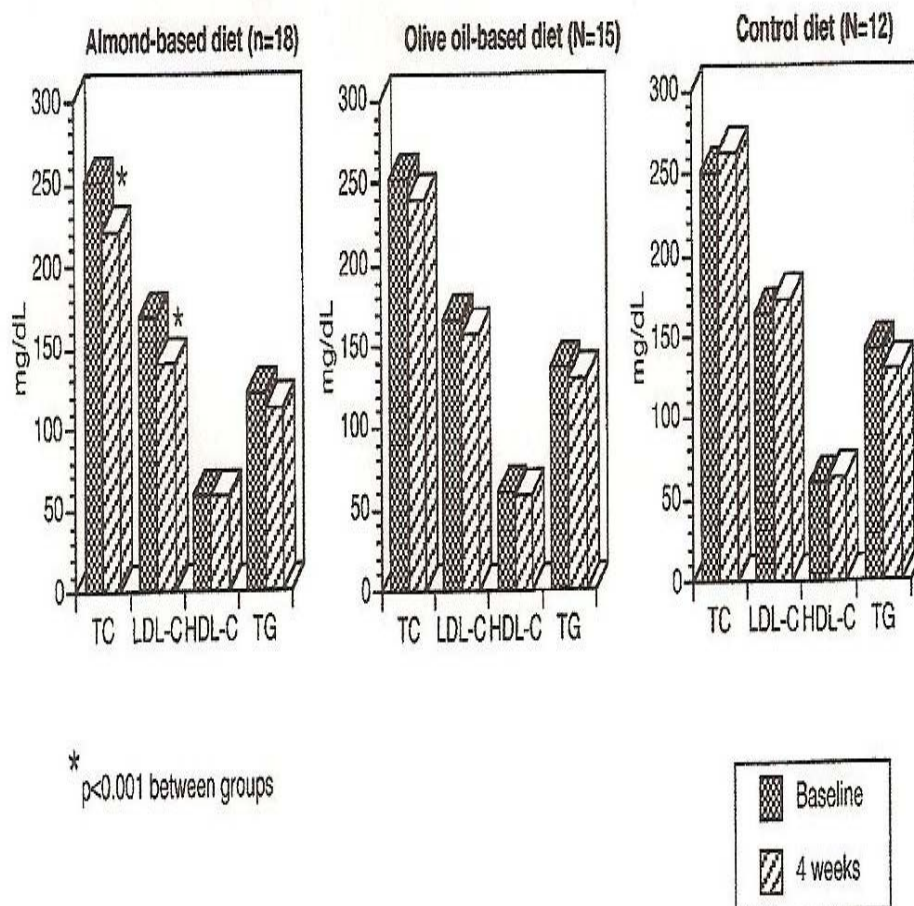 Almond-based diet (n=18)
Olive oil-based diet (N=15)
Control diet (N=12)
mg/dL
300
250
200
150
100
50
0
*
*
TC LDL-C HDL-C TG
mg/dL
300
250
200
150
100
50
0
TC LDL-C HDL-C TG
mg/dL
300
250
200
150
100
50
0
TC LDL-C HDL-C TG
* p<0.001 between groups
Baseline
4 weeks